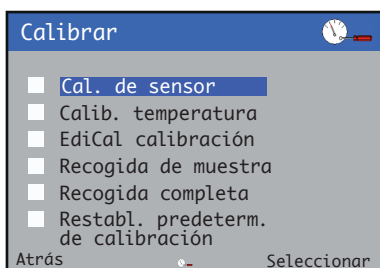 Calibrar
Cal. de sensor
Calib. temperatura
EdiCal calibración
Recogida de muestra
Recogida completa
Restabl. predeterm.
de calibración
Atrás Seleccionar